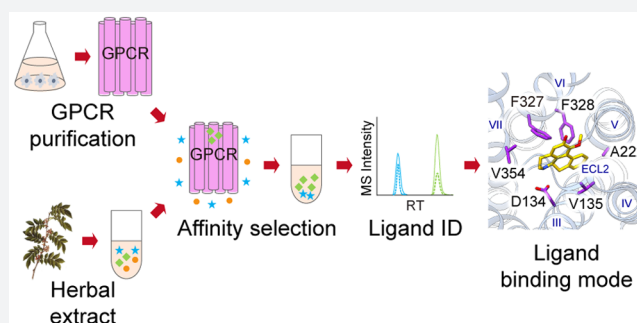 GPCR
GPCR
purification
Herbal
extract
GPCR
Affinity selection
MS Intensity
RT
Ligand ID
VI
F327
F328
VII
V
A22
V354
ECL2
D134
V135
III
IV
Ligand
binding mode